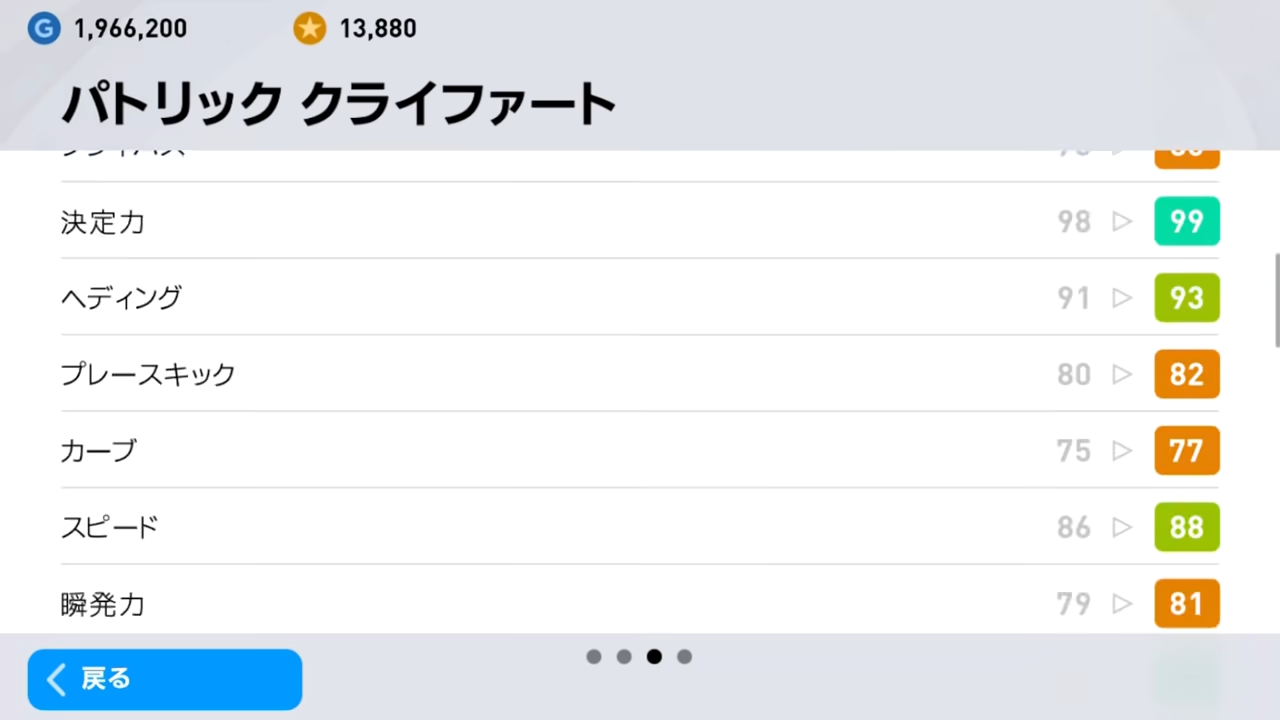 G 1,966,200 13,880
パトリック クライファート
決定力 98 ▷ 99
ヘディング 91 ▷ 93
プレースキック 80 ▷ 82
カーブ 75 ▷ 77
スピード 86 ▷ 88
瞬発力 79 ▷ 81
戻る